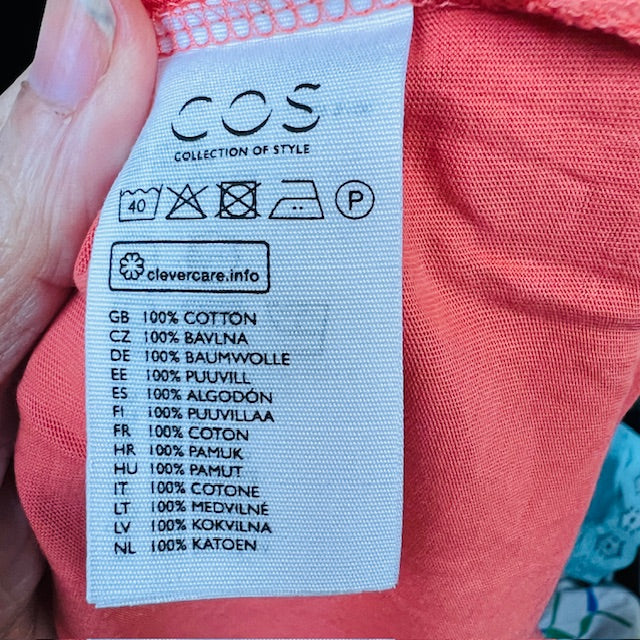 COS
COLLECTION OF STYLE
40 P
clevercare.info
GB 100% COTTON
CZ 100% BAVLNA
DE 100% BAUMWOLLE
EE 100% PUUVILL
ES 100% ALGODÓN
FI 100% PUUVILLAA
FR 100% COTON
HR 100% PAMUK
HU 100% PAMUT
IT 100% COTONE
LT 100% MEDVILNĖ
LV 100% KOKVILNA
NL 100% KATOEN